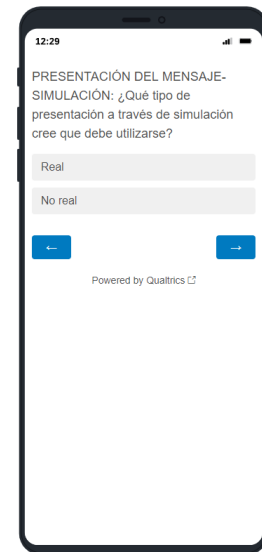 12:29
PRESENTACIÓN DEL MENSAJE-
SIMULACIÓN: ¿Qué tipo de
presentación a través de simulación
cree que debe utilizarse?
Real
No real
← →
Powered by Qualtrics